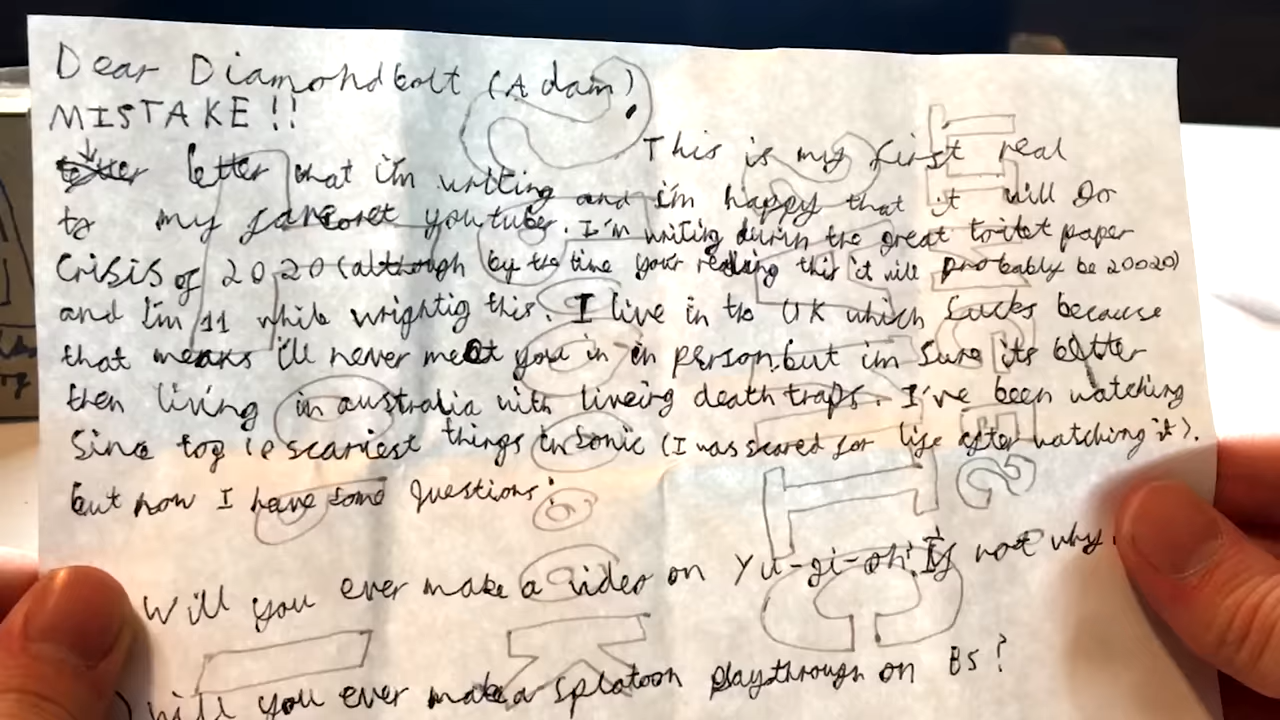 Dear Diamondbolt (Adam)
MISTAKE!!
This is my first real
letter that i'm writing and i'm happy that it will go
to my favouret youtuber. I'm writing durin the great toilet paper
Crisis of 2020 (although by the time your reading this it will probably be 20020)
and I'm 11 while wrightig this. I live in the UK which sucks because
that means i'll never meet you in in person, but im sure its better
then living in australia with liveing death traps. I've been watching
since top 10 scariest things in sonic (I was scared for life after watching it).
but now I have some questions:
Will you ever make a video on Yu-gi-oh? If not why.
will you ever make a splatoon playthrough on BS?